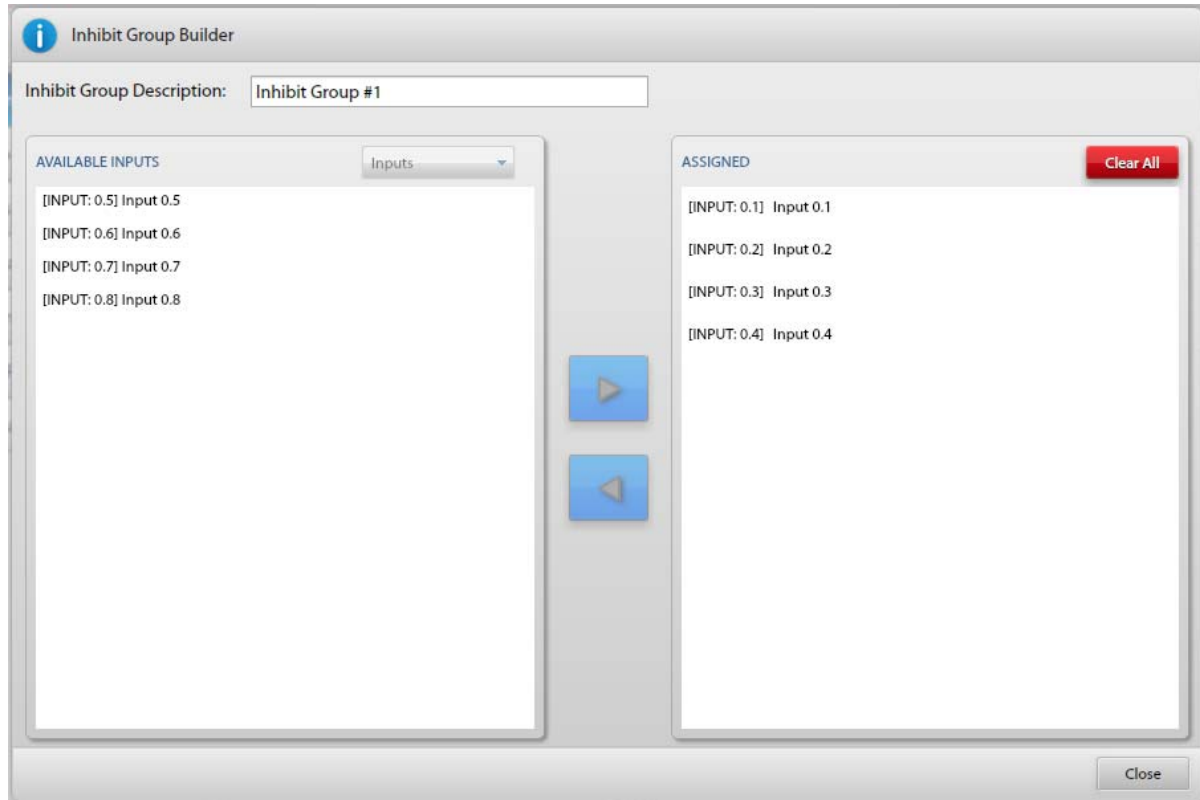 Inhibit Group Builder
Inhibit Group Description: Inhibit Group #1
AVAILABLE INPUTS Inputs
[INPUT: 0.5] Input 0.5
[INPUT: 0.6] Input 0.6
[INPUT: 0.7] Input 0.7
[INPUT: 0.8] Input 0.8
ASSIGNED Clear All
[INPUT: 0.1] Input 0.1
[INPUT: 0.2] Input 0.2
[INPUT: 0.3] Input 0.3
[INPUT: 0.4] Input 0.4
Close